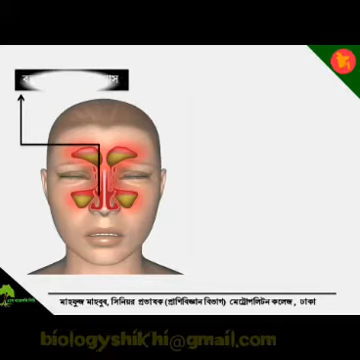 মাহফুজ মাহবুব, সিনিয়র প্রভাষক (প্রাণিবিজ্ঞান বিভাগ) মেট্রোপলিটন কলেজ, ঢাকা
biologyshikhi@gmail.com